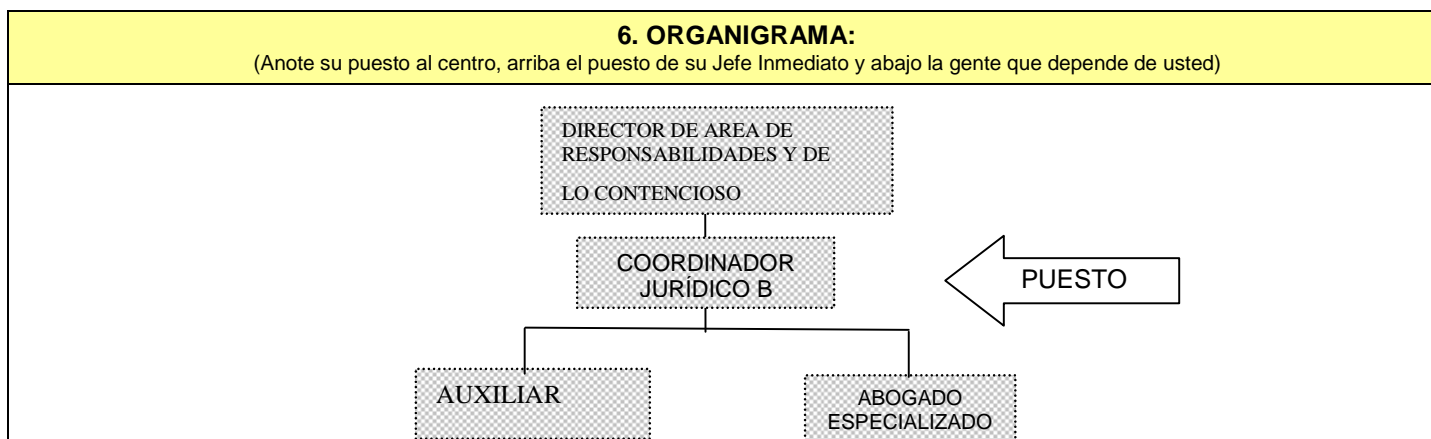 6. ORGANIGRAMA:
(Anote su puesto al centro, arriba el puesto de su Jefe Inmediato y abajo la gente que depende de usted)
DIRECTOR DE AREA DE
RESPONSABILIDADES Y DE
LO CONTENCIOSO
COORDINADOR
JURÍDICO B
PUESTO
AUXILIAR
ABOGADO
ESPECIALIZADO